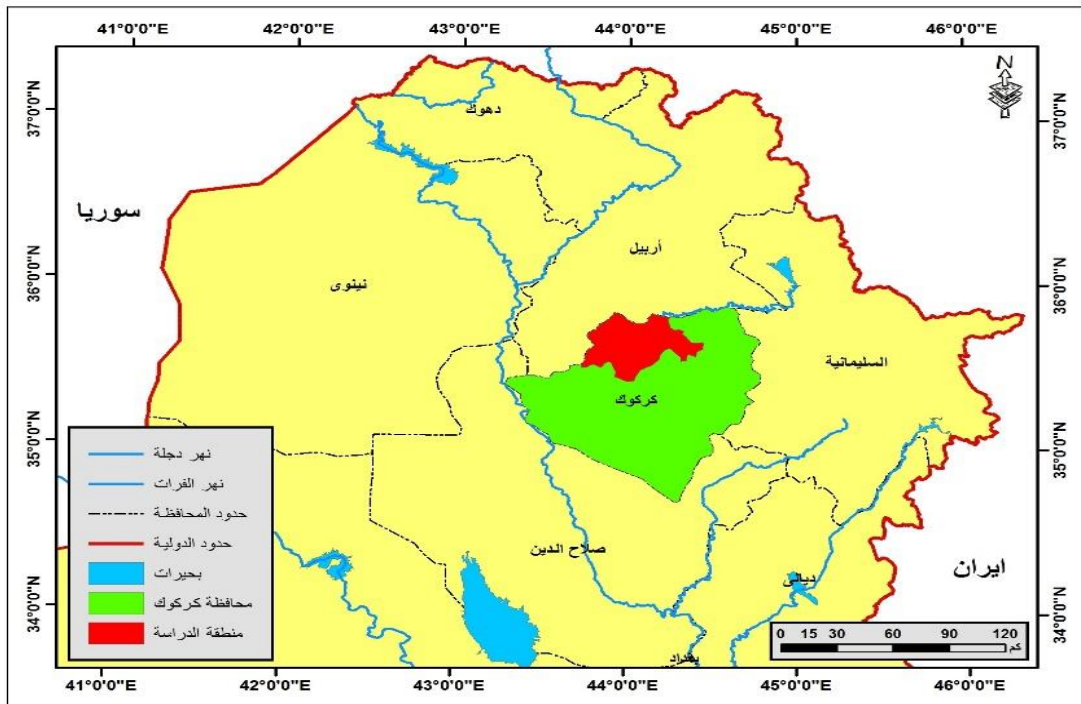 41°0'0"E
42°0'0"E
43°0'0"E
44°0'0"E
45°0'0"E
46°0'0"E
N
37°0'0"N
37°0'0"N
دهوك
سوريا
أربيل
36°0'0"N
36°0'0"N
نينوى
السليمانية
كركوك
35°0'0"N
35°0'0"N
نهر دجلة
نهر الفرات
حدود المحافظة
حدود الدولية
بحيرات
محافظة كركوك
منطقة الدراسة
صلاح الدين
ايران
ديالى
34°0'0"N
34°0'0"N
0 15 30 60 90 120
كم
بغداد
41°0'0"E
42°0'0"E
43°0'0"E
44°0'0"E
45°0'0"E
46°0'0"E